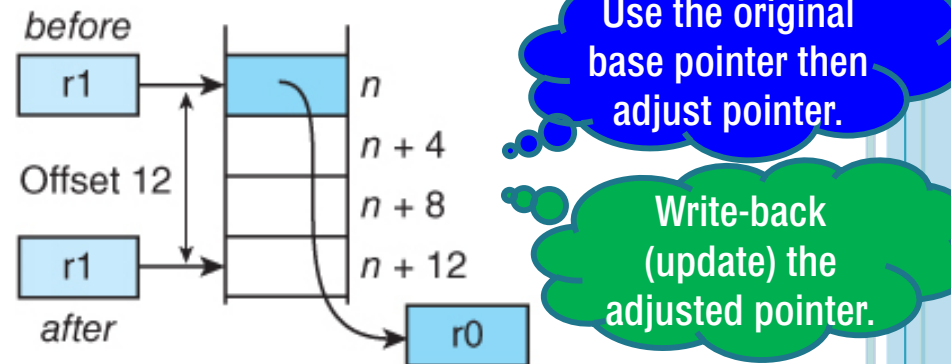 before
r1
n
Offset 12
n + 4
n + 8
r1
n + 12
after
r0
Use the original
base pointer then
adjust pointer.
Write-back
(update) the
adjusted pointer.